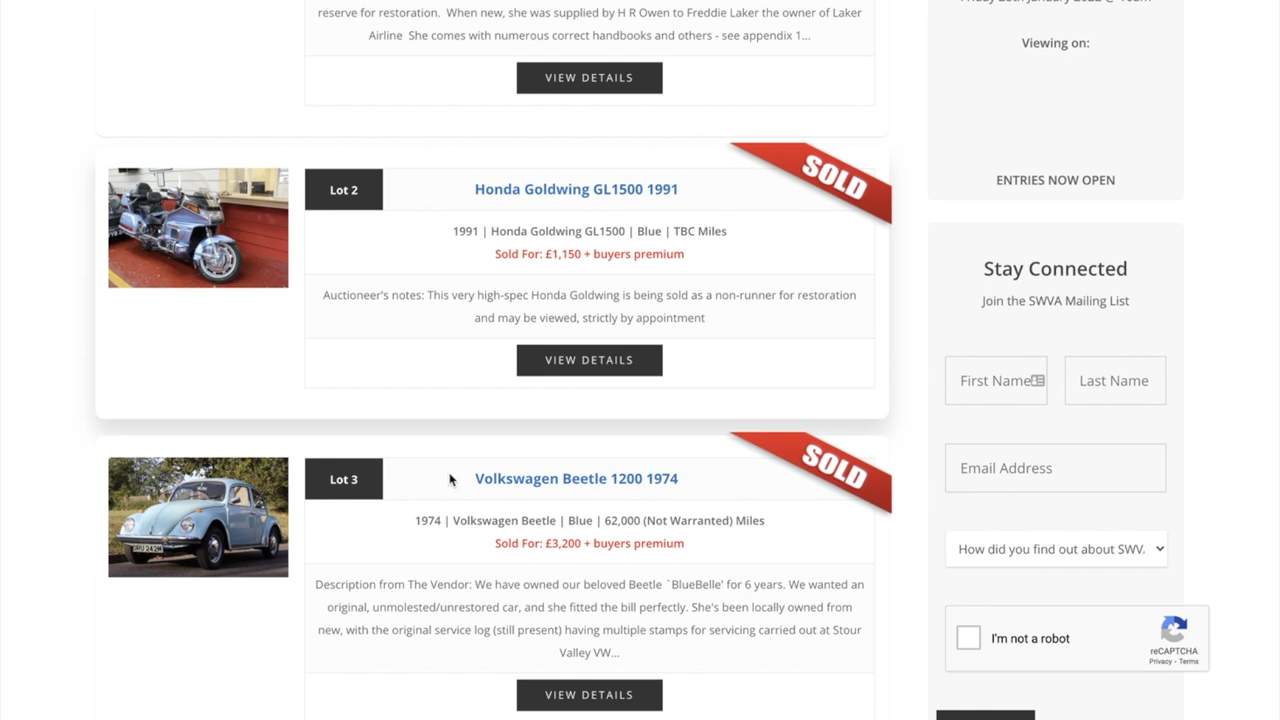 reserve for restoration. When new, she was supplied by H R Owen to Freddie Laker the owner of Laker
Airline She comes with numerous correct handbooks and others - see appendix 1...
VIEW DETAILS
Lot 2
Honda Goldwing GL1500 1991
SOLD
1991 | Honda Goldwing GL1500 | Blue | TBC Miles
Sold For: £1,150 + buyers premium
Auctioneer's notes: This very high-spec Honda Goldwing is being sold as a non-runner for restoration
and may be viewed, strictly by appointment
VIEW DETAILS
Lot 3
Volkswagen Beetle 1200 1974
SOLD
1974 | Volkswagen Beetle | Blue | 62,000 (Not Warranted) Miles
Sold For: £3,200 + buyers premium
Description from The Vendor: We have owned our beloved Beetle `BlueBelle' for 6 years. We wanted an
original, unmolested/unrestored car, and she fitted the bill perfectly. She's been locally owned from
new, with the original service log (still present) having multiple stamps for servicing carried out at Stour
Valley VW...
VIEW DETAILS
Viewing on:
ENTRIES NOW OPEN
Stay Connected
Join the SWVA Mailing List
First Name
Last Name
Email Address
How did you find out about SWV
I'm not a robot
reCAPTCHA
Privacy - Terms